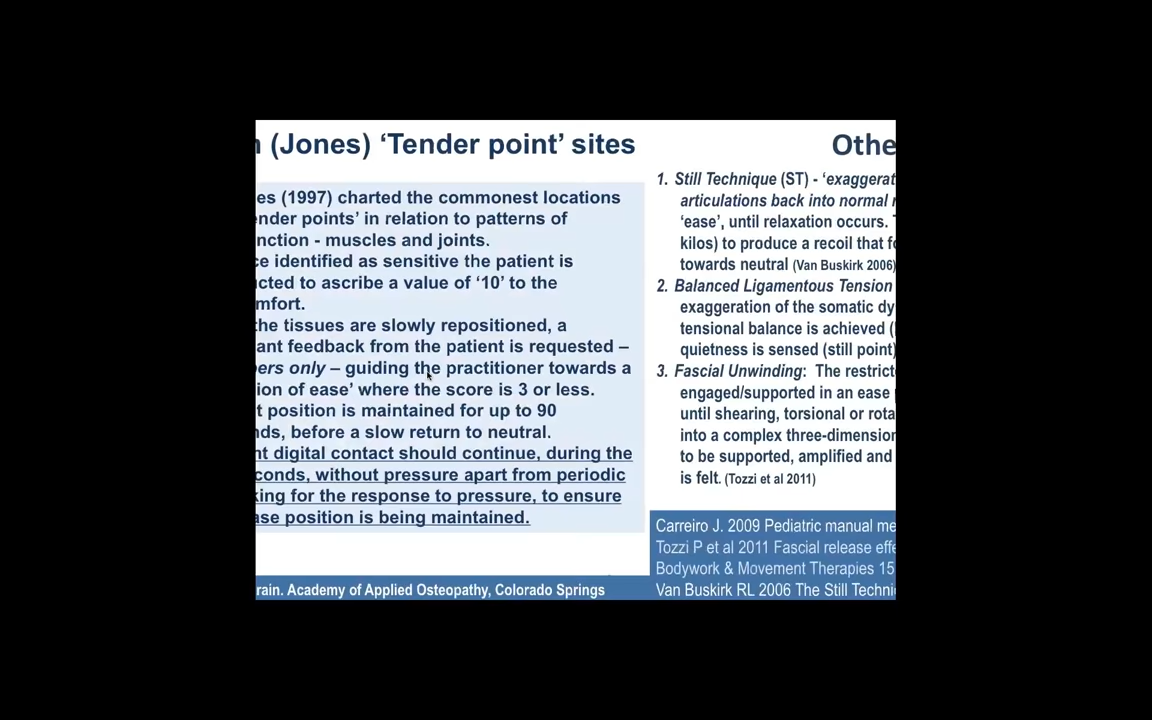 (Jones) ‘Tender point’ sites
es (1997) charted the commonest locations
ender points’ in relation to patterns of
nction - muscles and joints.
ce identified as sensitive the patient is
ucted to ascribe a value of ‘10’ to the
mfort.
the tissues are slowly repositioned, a
ant feedback from the patient is requested –
bers only – guiding the practitioner towards a
ion of ease’ where the score is 3 or less.
t position is maintained for up to 90
nds, before a slow return to neutral.
nt digital contact should continue, during the
conds, without pressure apart from periodic
king for the response to pressure, to ensure
ase position is being maintained.
rain. Academy of Applied Osteopathy, Colorado Springs
Othe
1. Still Technique (ST) - ‘exaggerat
articulations back into normal
‘ease’, until relaxation occurs.
kilos) to produce a recoil that f
towards neutral (Van Buskirk 2006)
2. Balanced Ligamentous Tension
exaggeration of the somatic dy
tensional balance is achieved (
quietness is sensed (still point)
3. Fascial Unwinding: The restrict
engaged/supported in an ease
until shearing, torsional or rota
into a complex three-dimension
to be supported, amplified and
is felt. (Tozzi et al 2011)
Carreiro J. 2009 Pediatric manual me
Tozzi P et al 2011 Fascial release effe
Bodywork & Movement Therapies 15
Van Buskirk RL 2006 The Still Techni